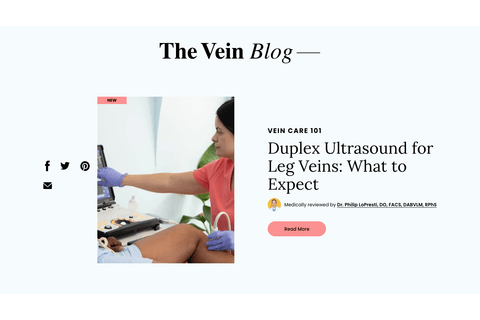 The Vein Blog —
NEW
VEIN CARE 101
Duplex Ultrasound for
Leg Veins: What to
Expect
Medically reviewed by Dr. Philip LoPresti, DO, FACS, DABVLM, RPhS
Read More